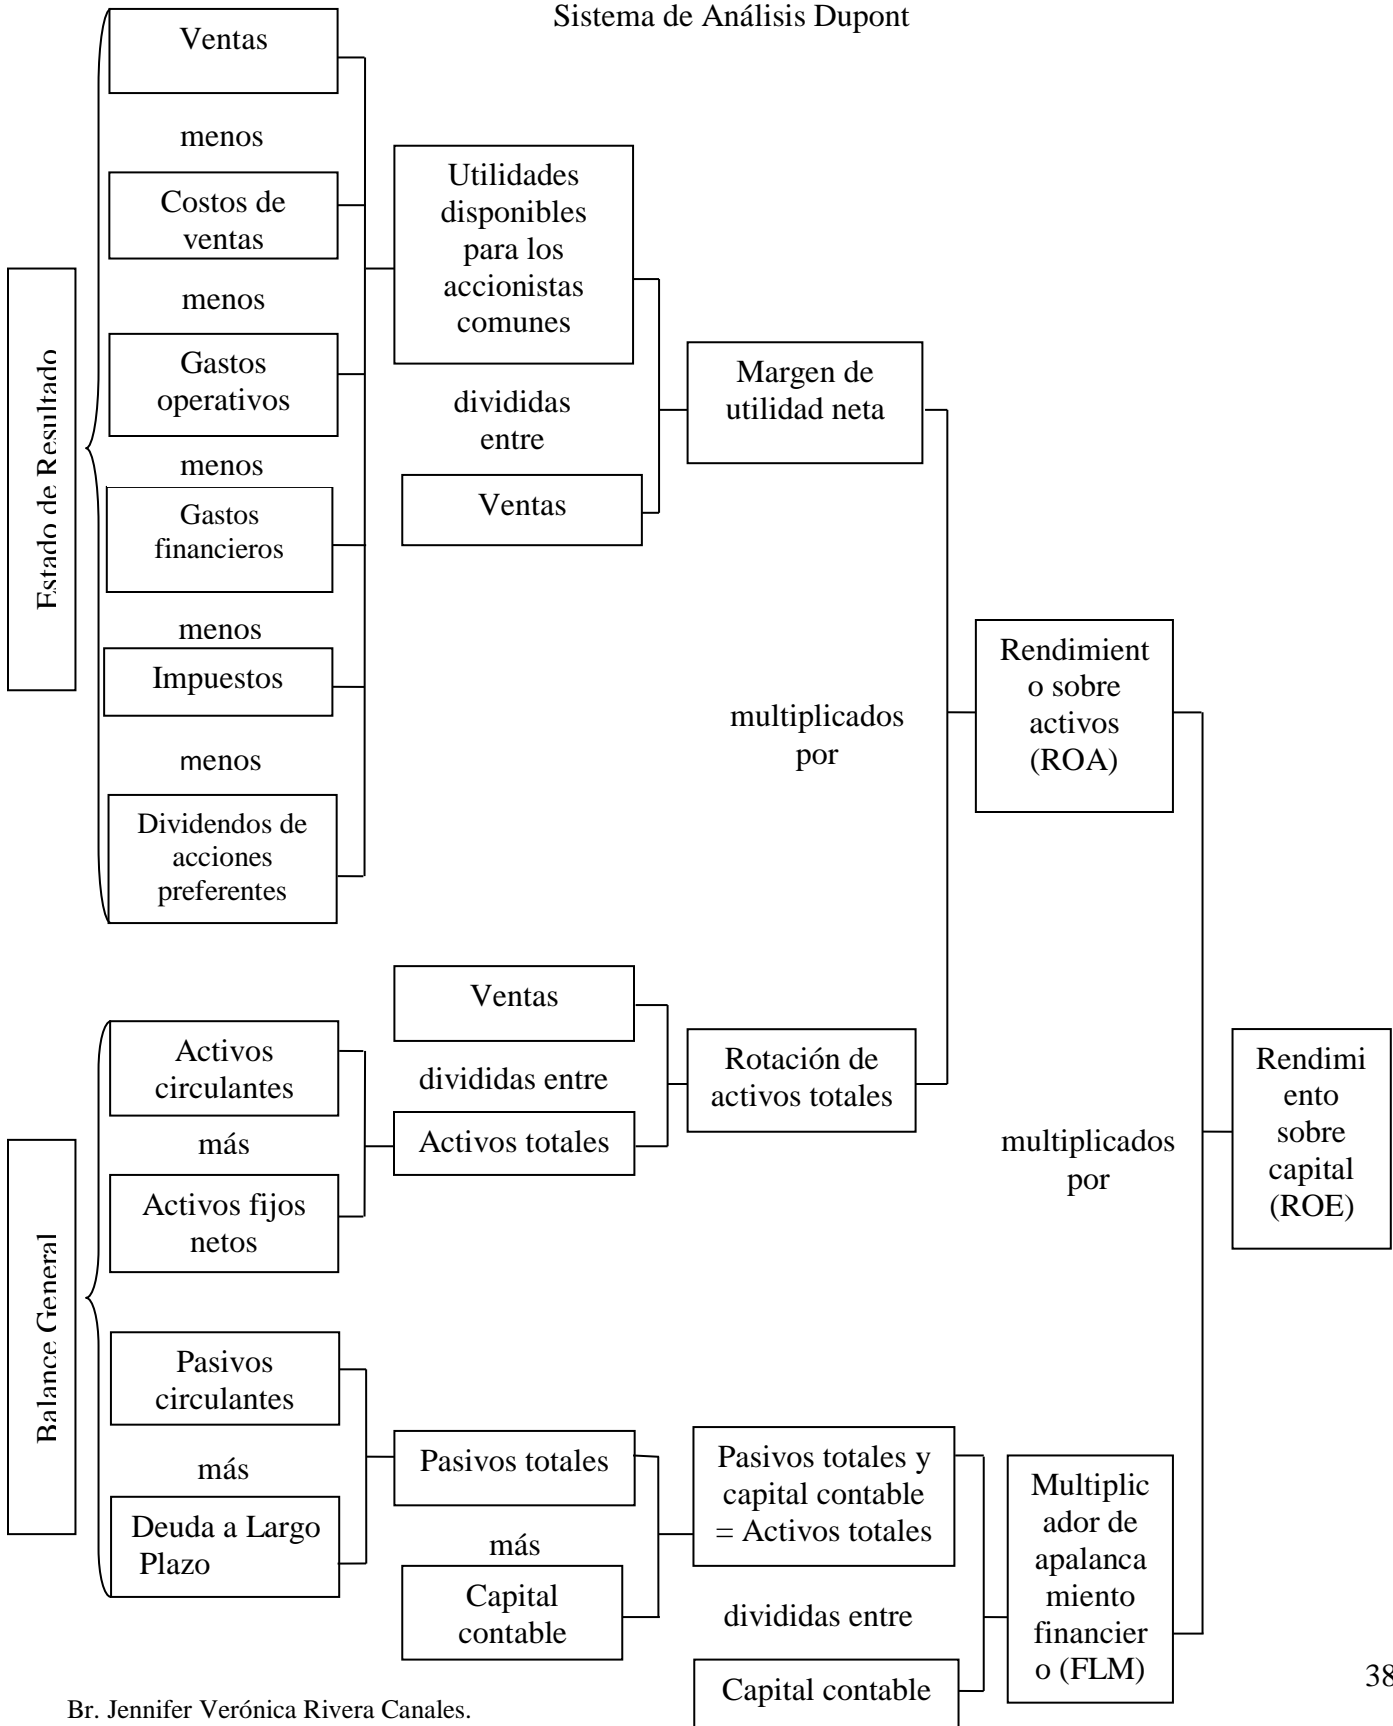 Sistema de Análisis Dupont
Estado de Resultado
Ventas
menos
Costos de
ventas
menos
Gastos
operativos
menos
Gastos
financieros
menos
Impuestos
menos
Dividendos de
acciones
preferentes
Utilidades
disponibles
para los
accionistas
comunes
divididas
entre
Ventas
Margen de
utilidad neta
multiplicados
por
Rendimient
o sobre
activos
(ROA)
Balance General
Activos
circulantes
más
Activos fijos
netos
Ventas
divididas entre
Activos totales
Rotación de
activos totales
multiplicados
por
Rendimi
ento
sobre
capital
(ROE)
Pasivos
circulantes
más
Deuda a Largo
Plazo
Pasivos totales
más
Capital
contable
Pasivos totales y
capital contable
= Activos totales
divididas entre
Capital contable
Multiplic
ador de
apalanca
miento
financier
o (FLM)
Br. Jennifer Verónica Rivera Canales.
38